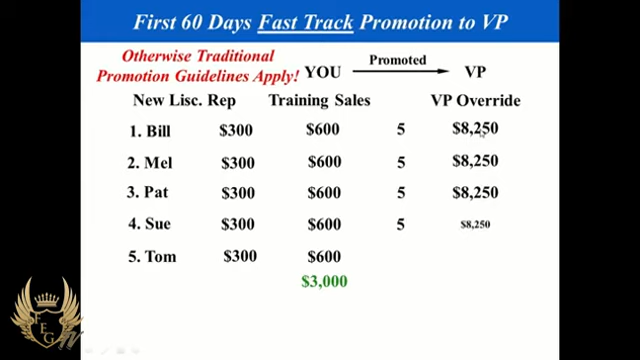 First 60 Days Fast Track Promotion to VP
Otherwise Traditional
Promotion Guidelines Apply!
YOU Promoted VP
New Lisc. Rep Training Sales VP Override
1. Bill $300 $600 5 $8,250
2. Mel $300 $600 5 $8,250
3. Pat $300 $600 5 $8,250
4. Sue $300 $600 5 $8,250
5. Tom $300 $600
$3,000
FEG
TV